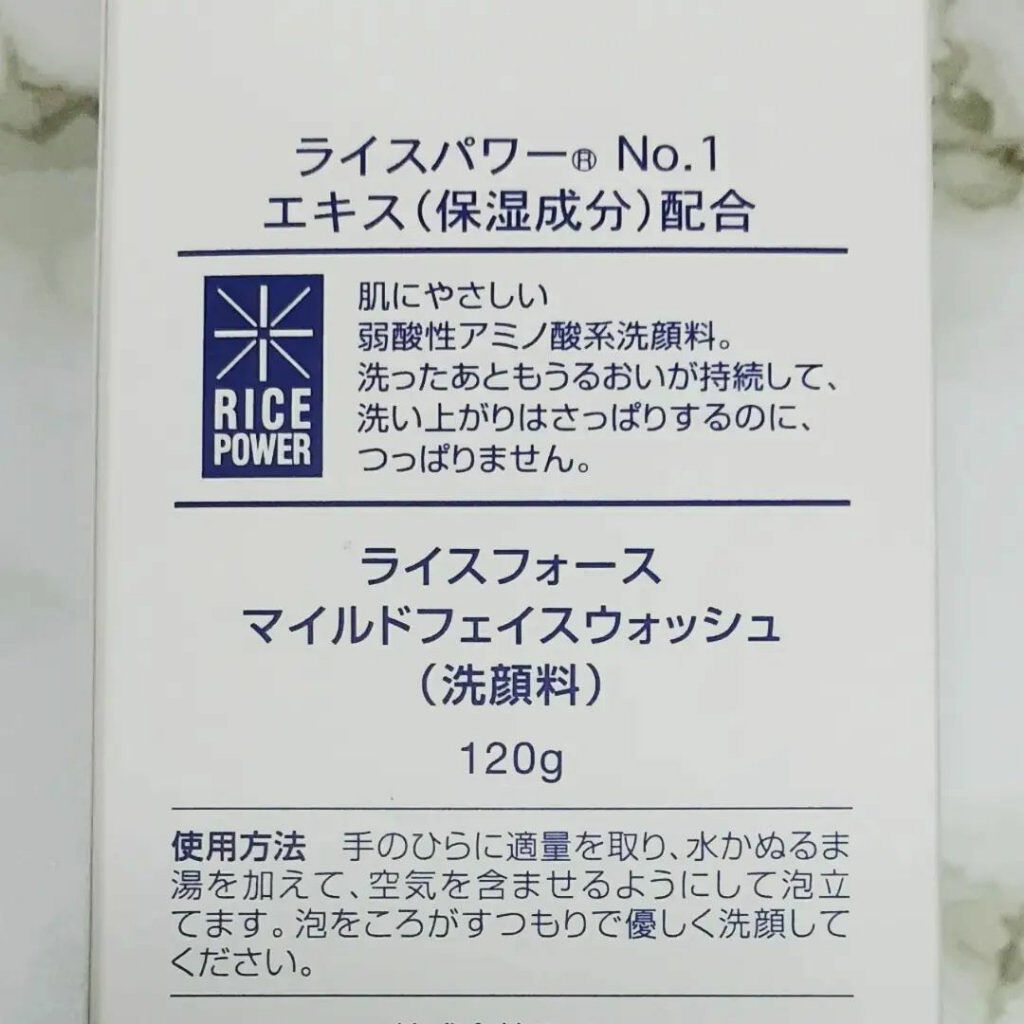 ライスパワー® No.1
エキス(保湿成分)配合
RICE
POWER
肌にやさしい
弱酸性アミノ酸系洗顔料。
洗ったあともうるおいが持続して、
洗い上がりはさっぱりするのに、
つっぱりません。
ライスフォース
マイルドフェイスウォッシュ
(洗顔料)
120g
使用方法 手のひらに適量を取り、水かぬるま
湯を加えて、空気を含ませるようにして泡立
てます。泡をころがすつもりで優しく洗顔して
ください。